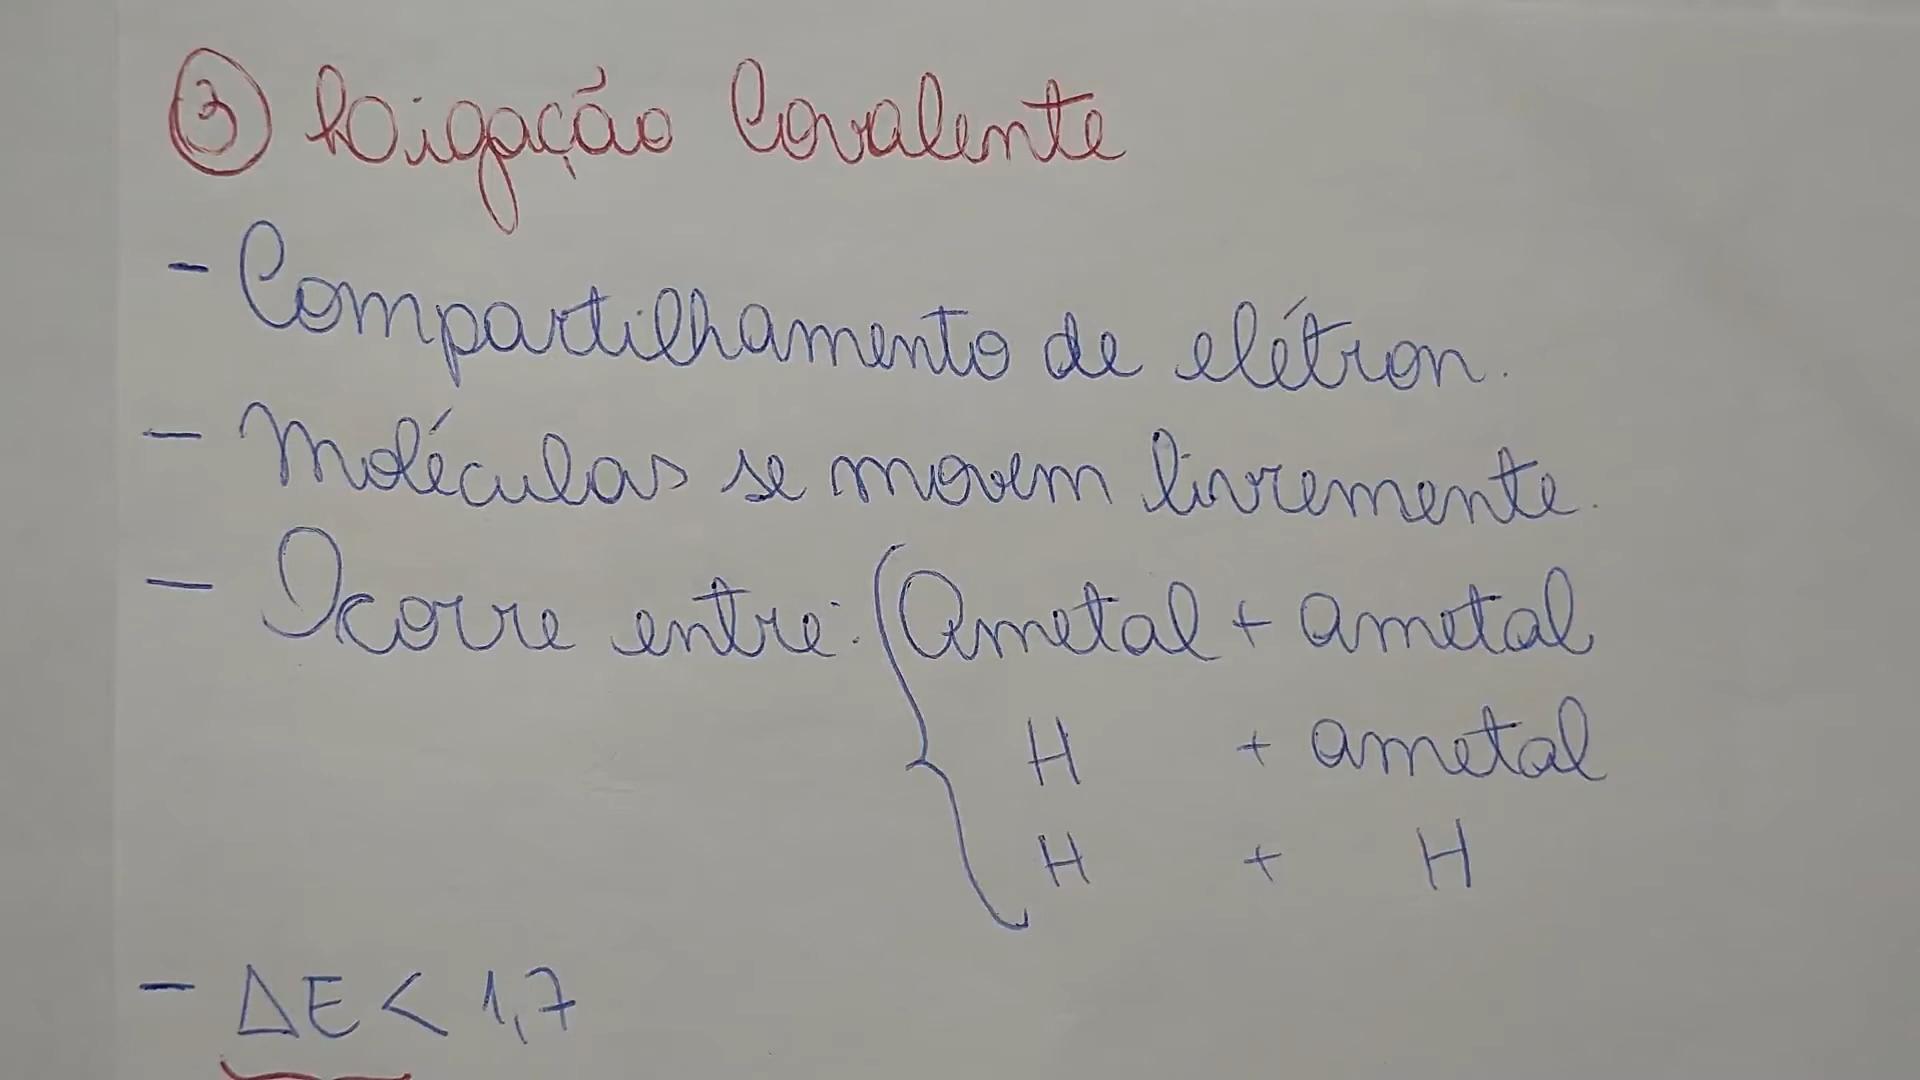 ③ Ligação Covalente
- Compartilhamento de elétron.
- Moléculas se movem livremente.
- Ocorre entre: { Ametal + ametal
H + ametal
H + H
- ΔE < 1,7